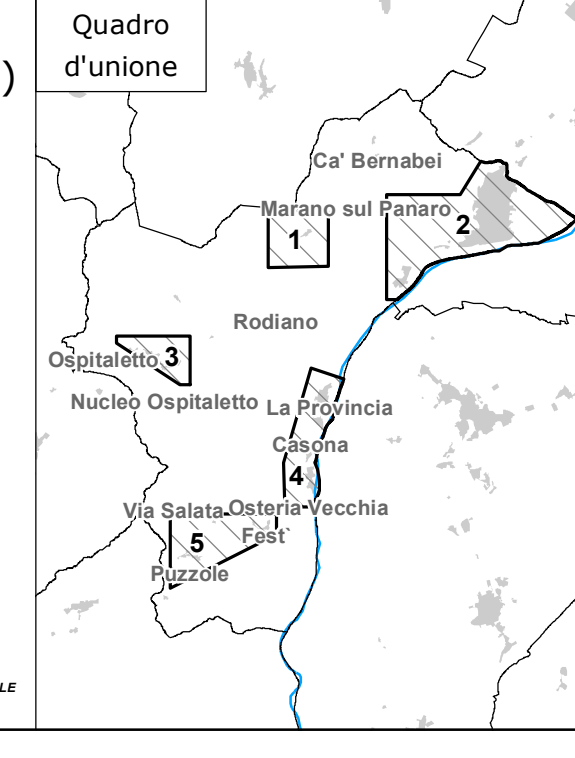 Quadro
d'unione
)
Ca' Bernabei
Marano sul Panaro
2
1
Rodiano
Ospitaletto 3
Nucleo Ospitaletto
La Provincia
Casona
4
Via Salata Osteria Vecchia
Fest`
5
Puzzole
LE